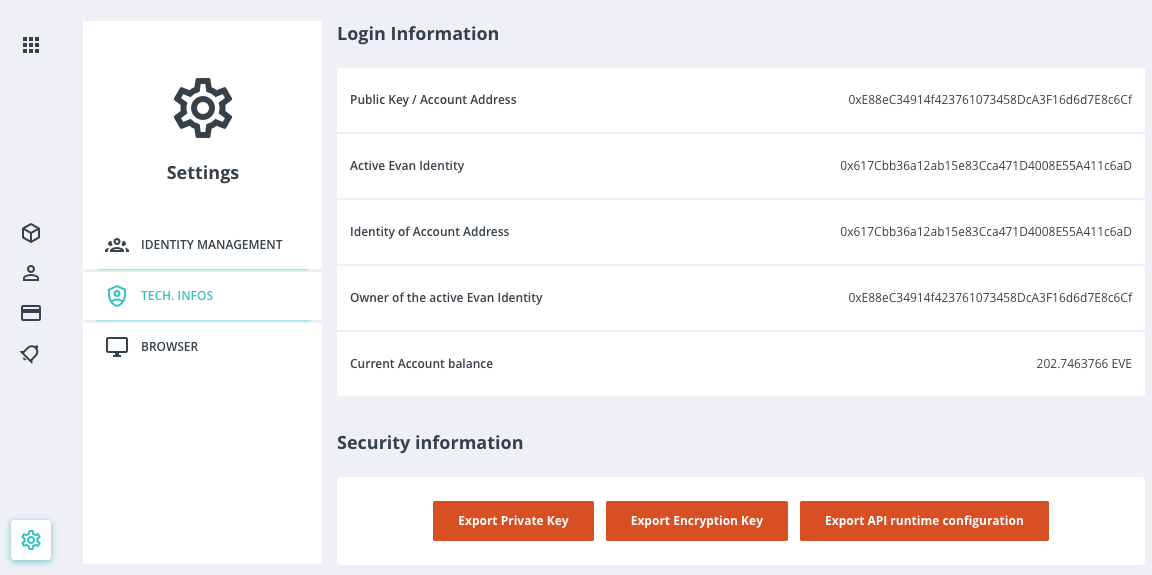 Settings
IDENTITY MANAGEMENT
TECH. INFOS
BROWSER
Login Information
Public Key / Account Address 0xE88eC34914f423761073458DcA3F16d6d7E8c6Cf
Active Evan Identity 0x617Cbb36a12ab15e83Cca471D4008E55A411c6aD
Identity of Account Address 0x617Cbb36a12ab15e83Cca471D4008E55A411c6aD
Owner of the active Evan Identity 0xE88eC34914f423761073458DcA3F16d6d7E8c6Cf
Current Account balance 202.7463766 EVE
Security information
Export Private Key Export Encryption Key Export API runtime configuration